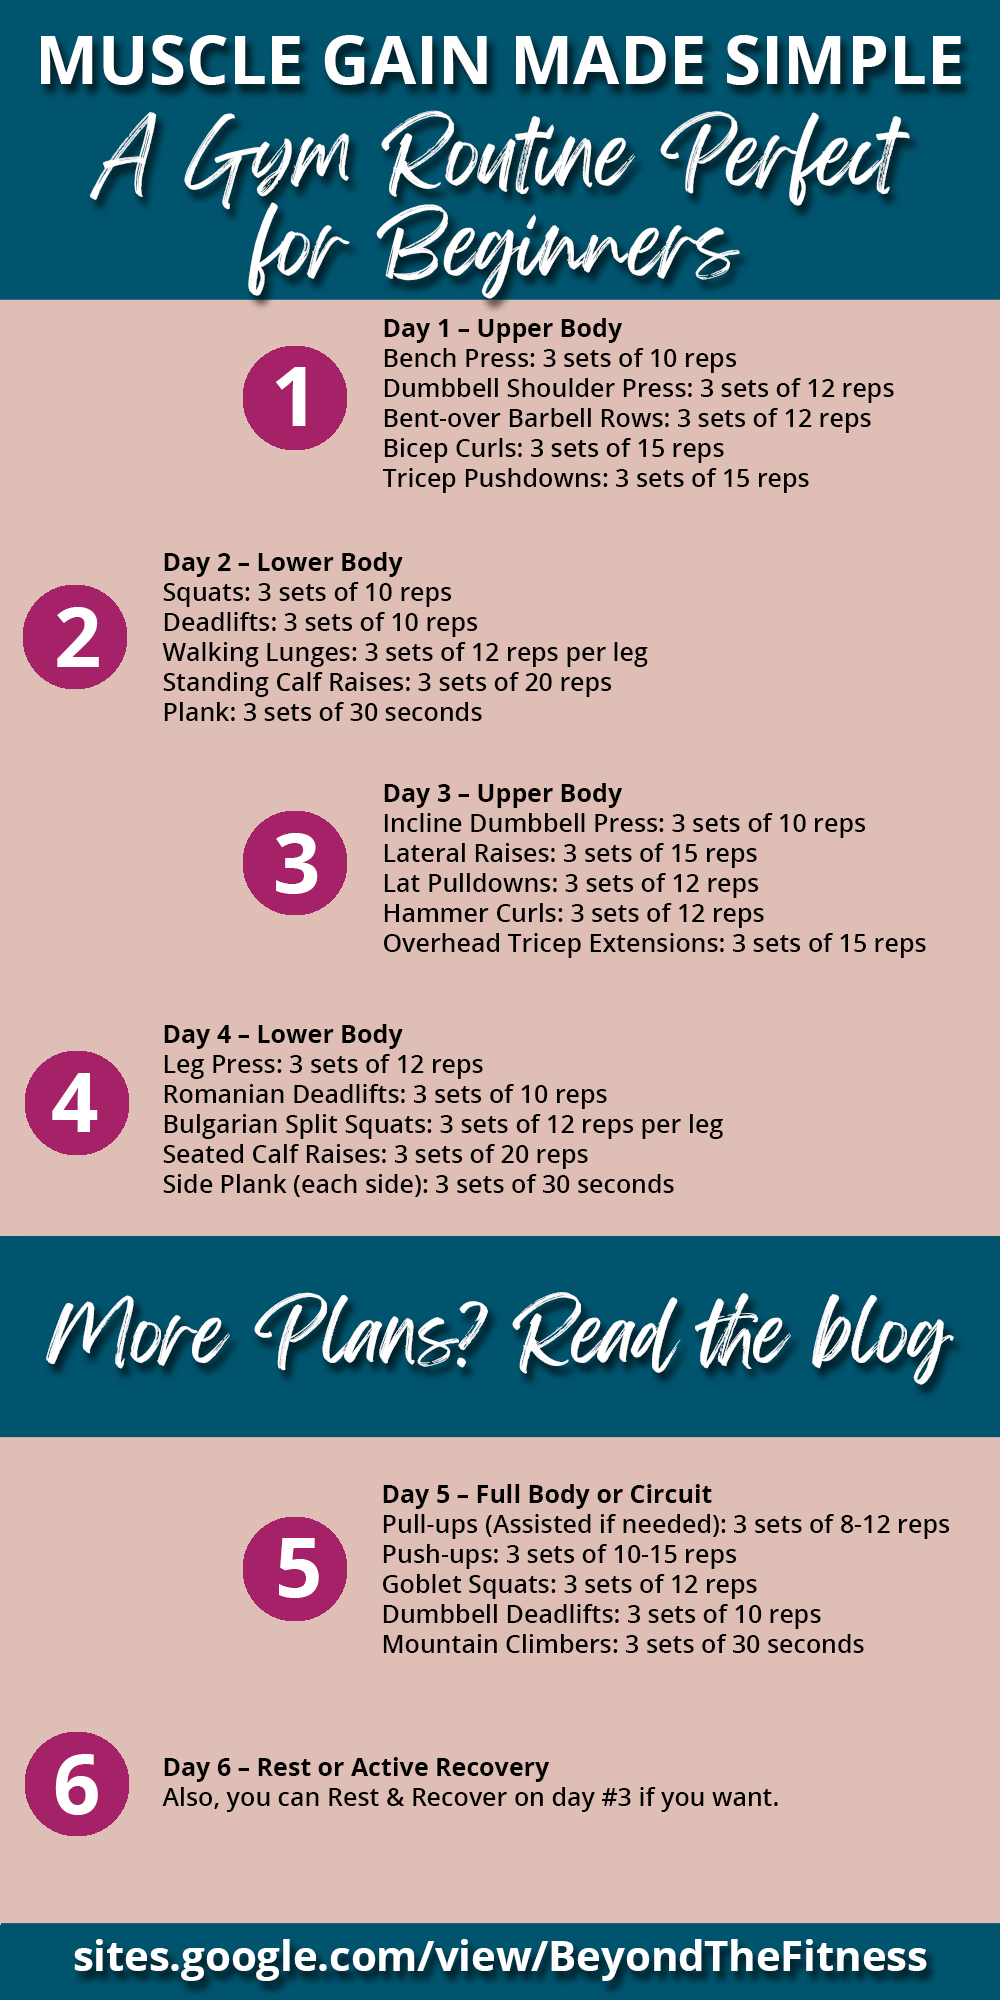 MUSCLE GAIN MADE SIMPLE
A Gym Routine Perfect
for Beginners
1
Day 1 – Upper Body
Bench Press: 3 sets of 10 reps
Dumbbell Shoulder Press: 3 sets of 12 reps
Bent-over Barbell Rows: 3 sets of 12 reps
Bicep Curls: 3 sets of 15 reps
Tricep Pushdowns: 3 sets of 15 reps
2
Day 2 – Lower Body
Squats: 3 sets of 10 reps
Deadlifts: 3 sets of 10 reps
Walking Lunges: 3 sets of 12 reps per leg
Standing Calf Raises: 3 sets of 20 reps
Plank: 3 sets of 30 seconds
3
Day 3 – Upper Body
Incline Dumbbell Press: 3 sets of 10 reps
Lateral Raises: 3 sets of 15 reps
Lat Pulldowns: 3 sets of 12 reps
Hammer Curls: 3 sets of 12 reps
Overhead Tricep Extensions: 3 sets of 15 reps
4
Day 4 – Lower Body
Leg Press: 3 sets of 12 reps
Romanian Deadlifts: 3 sets of 10 reps
Bulgarian Split Squats: 3 sets of 12 reps per leg
Seated Calf Raises: 3 sets of 20 reps
Side Plank (each side): 3 sets of 30 seconds
More Plans? Read the blog
5
Day 5 – Full Body or Circuit
Pull-ups (Assisted if needed): 3 sets of 8-12 reps
Push-ups: 3 sets of 10-15 reps
Goblet Squats: 3 sets of 12 reps
Dumbbell Deadlifts: 3 sets of 10 reps
Mountain Climbers: 3 sets of 30 seconds
6
Day 6 – Rest or Active Recovery
Also, you can Rest & Recover on day #3 if you want.
sites.google.com/view/BeyondTheFitness